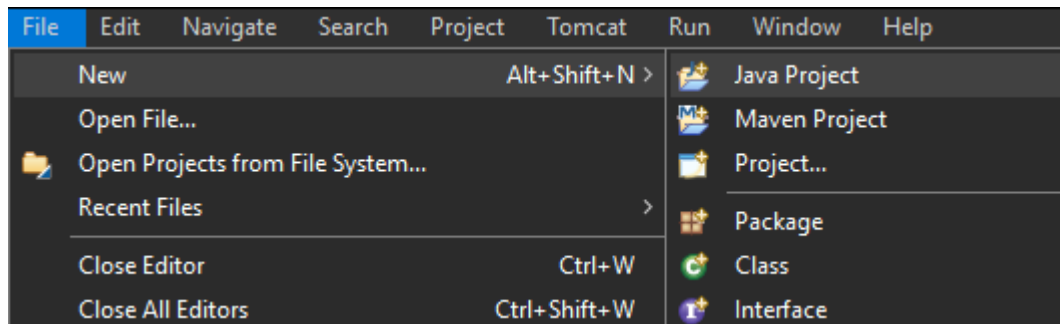 File Edit Navigate Search Project Tomcat Run Window Help
New Alt+Shift+N >
Open File...
Open Projects from File System...
Recent Files >
Close Editor Ctrl+W
Close All Editors Ctrl+Shift+W
Java Project
Maven Project
Project...
Package
Class
Interface